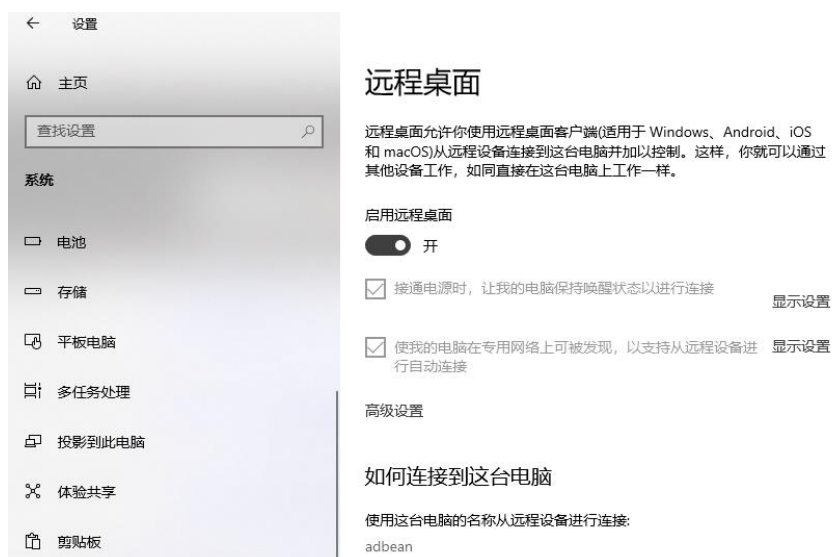 设置
主页
查找设置
系统
电池
存储
平板电脑
多任务处理
投影到此电脑
体验共享
剪贴板
远程桌面
远程桌面允许你使用远程桌面客户端(适用于 Windows、Android、iOS
和 macOS)从远程设备连接到这台电脑并加以控制。这样，你就可以通过
其他设备工作，如同直接在这台电脑上工作一样。
启用远程桌面
开
接通电源时，让我的电脑保持唤醒状态以进行连接
显示设置
使我的电脑在专用网络上可被发现，以支持从远程设备进
显示设置
行自动连接
高级设置
如何连接到这台电脑
使用这台电脑的名称从远程设备进行连接:
adbean